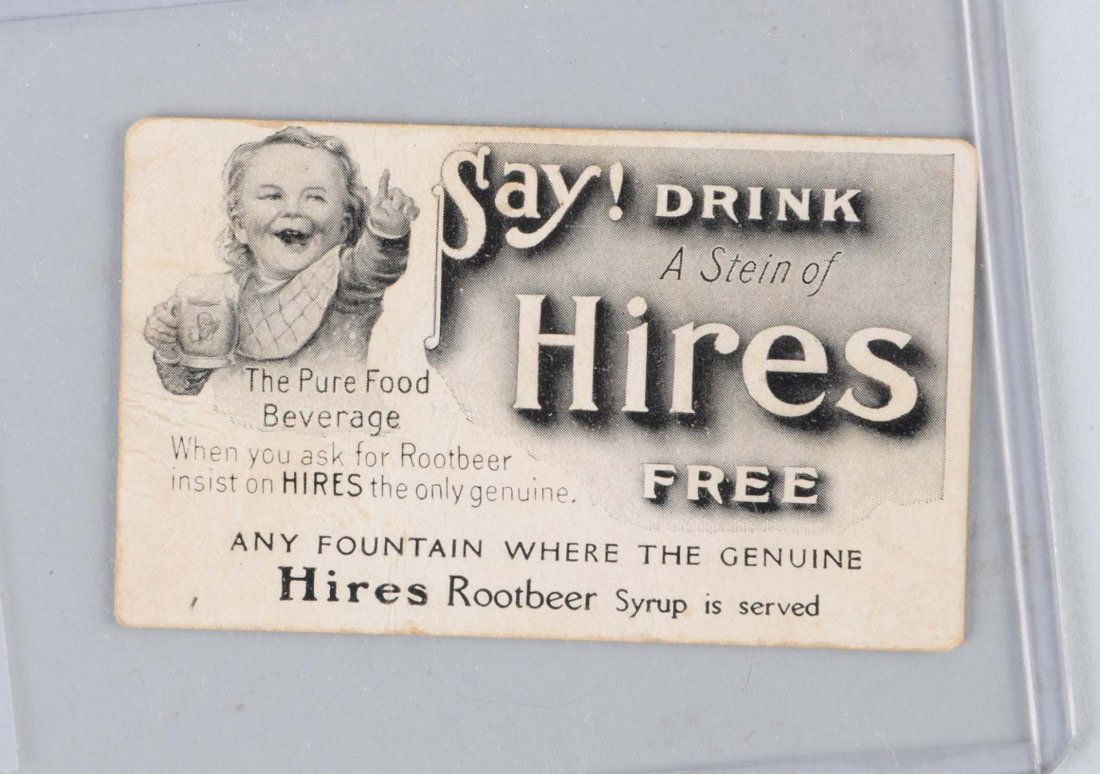 Say! DRINK
A Stein of
Hires
FREE
The Pure Food
Beverage
When you ask for Rootbeer
insist on HIRES the only genuine.
ANY FOUNTAIN WHERE THE GENUINE
Hires Rootbeer Syrup is served